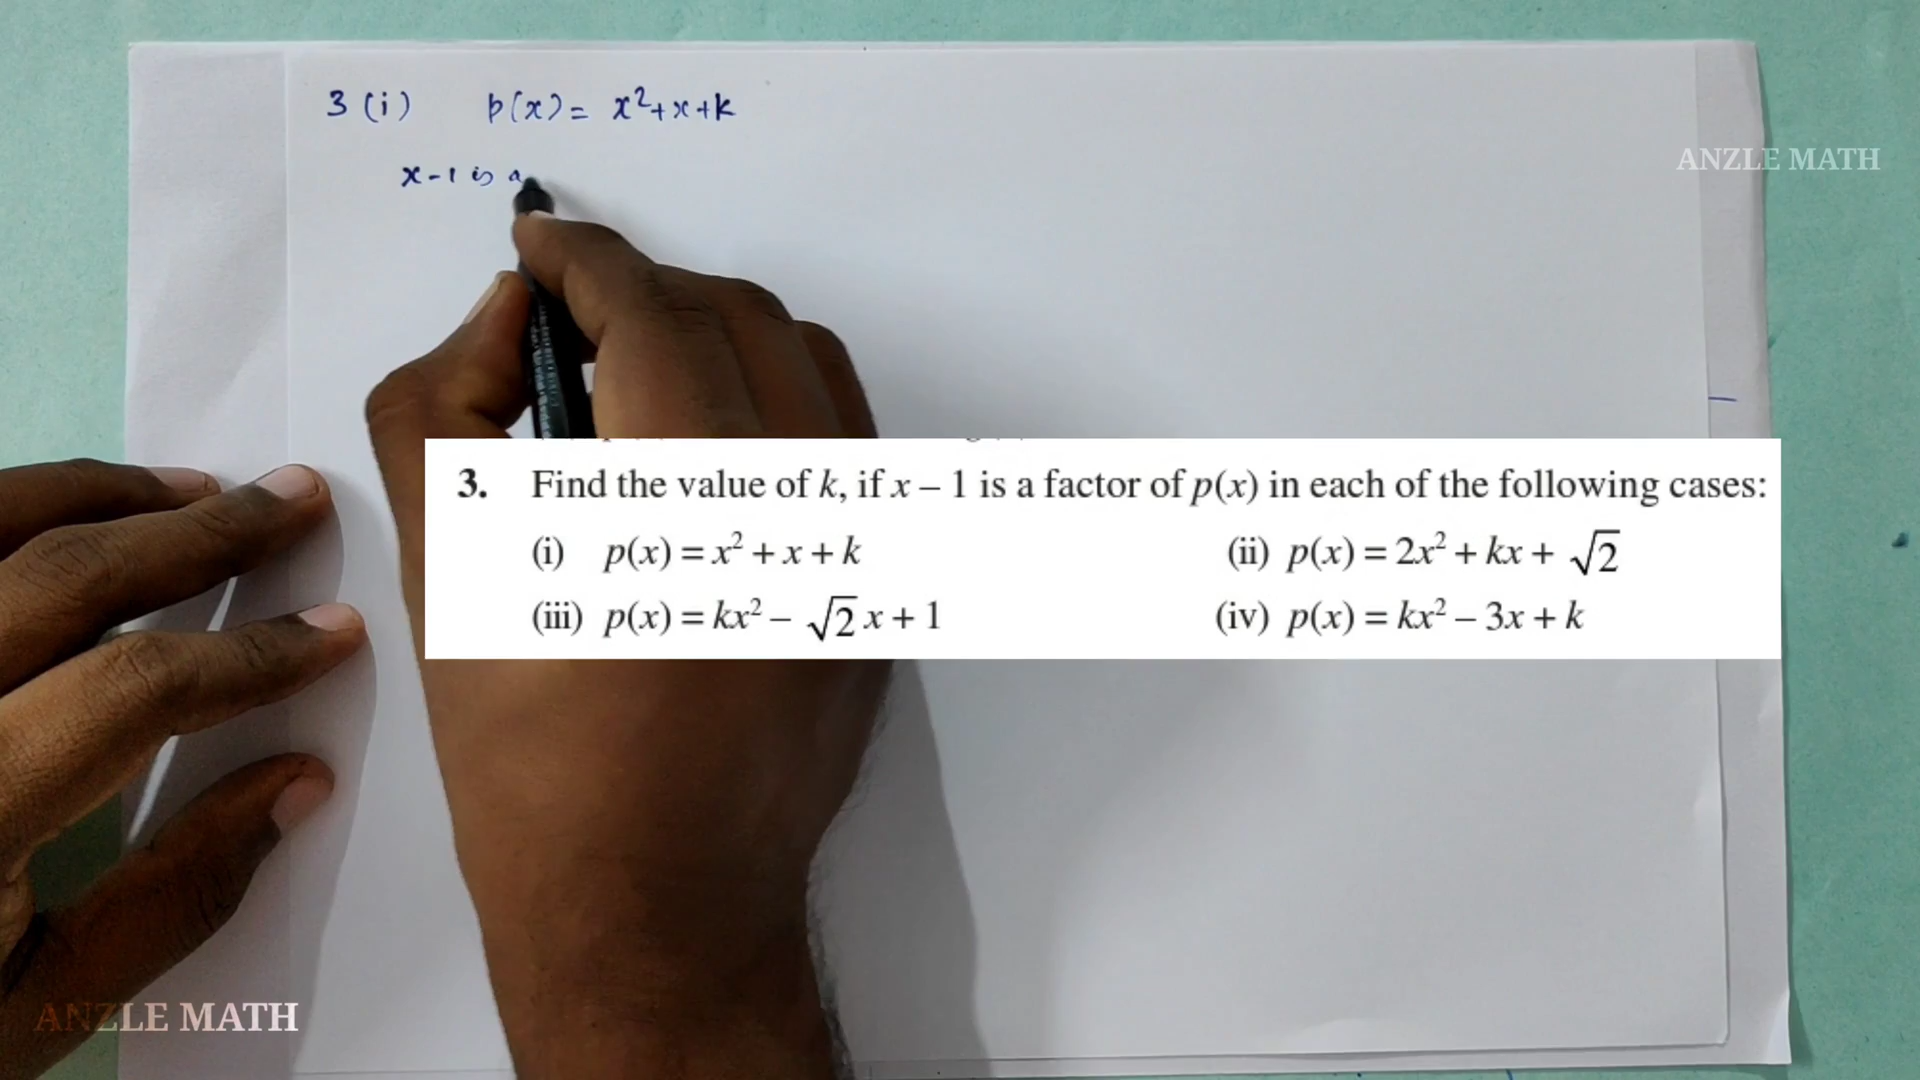 3 (i) p(x) = x²+x+k
ANZLE MATH
x-1 is a
3. Find the value of k, if x – 1 is a factor of p(x) in each of the following cases:
(i) p(x) = x² + x + k (ii) p(x) = 2x² + kx + √2
(iii) p(x) = kx² – √2 x + 1 (iv) p(x) = kx² – 3x + k
ANZLE MATH